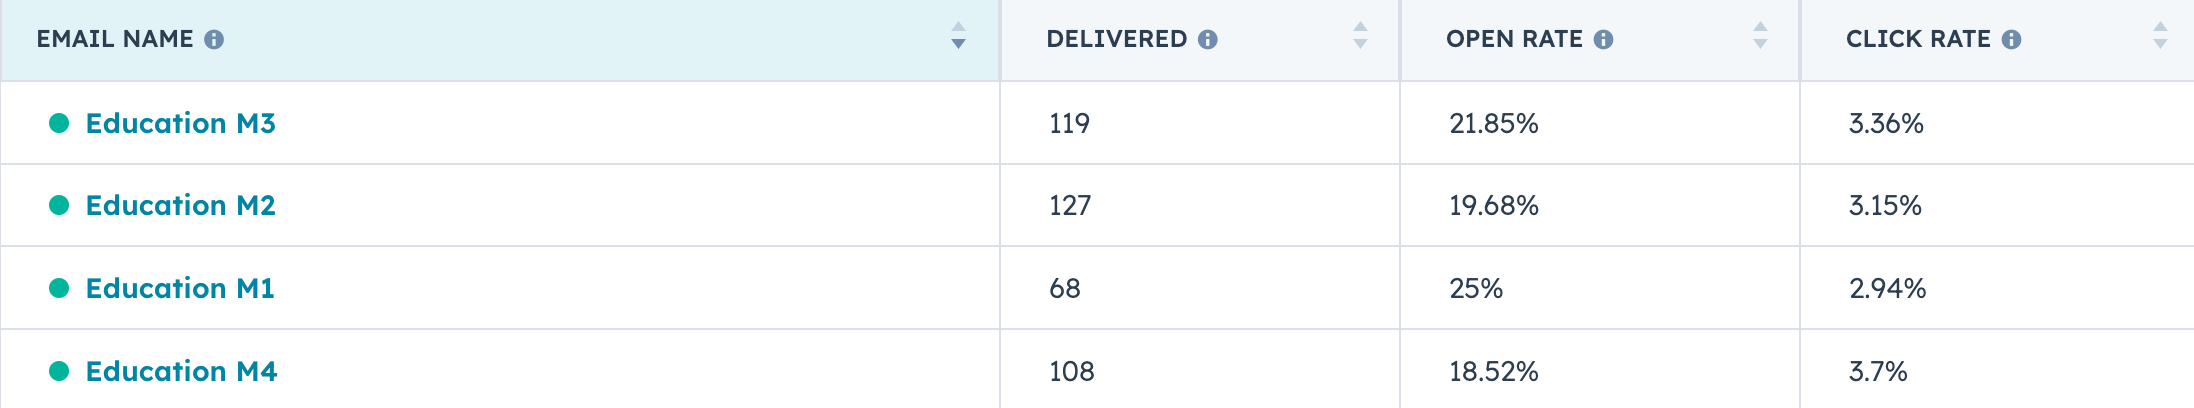 EMAIL NAME DELIVERED OPEN RATE CLICK RATE
Education M3 119 21.85% 3.36%
Education M2 127 19.68% 3.15%
Education M1 68 25% 2.94%
Education M4 108 18.52% 3.7%